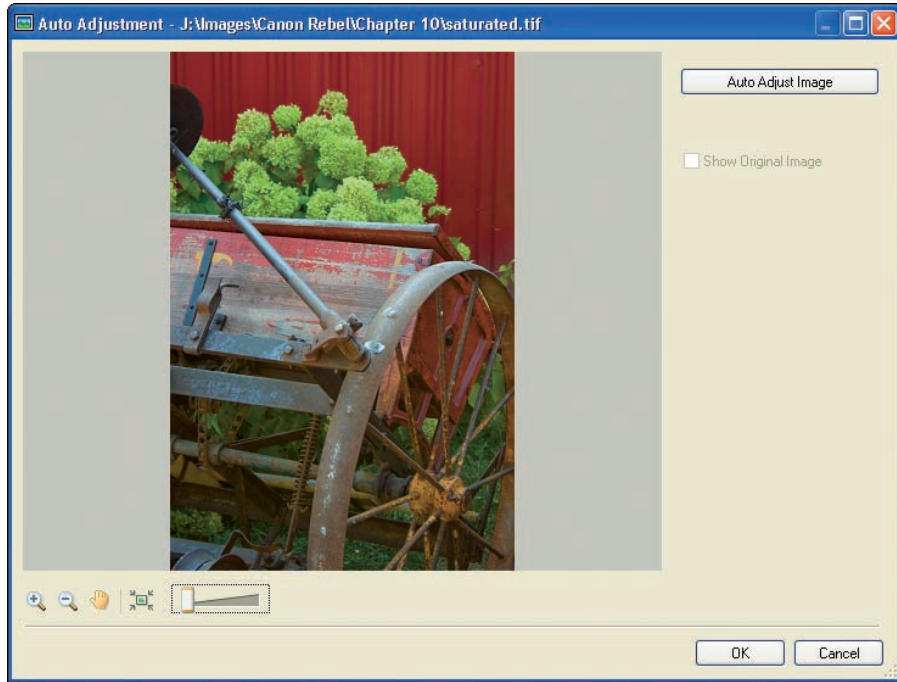 Auto Adjustment - J:\Images\Canon Rebel\Chapter 10\saturated.tif
Auto Adjust Image
Show Original Image
OK
Cancel